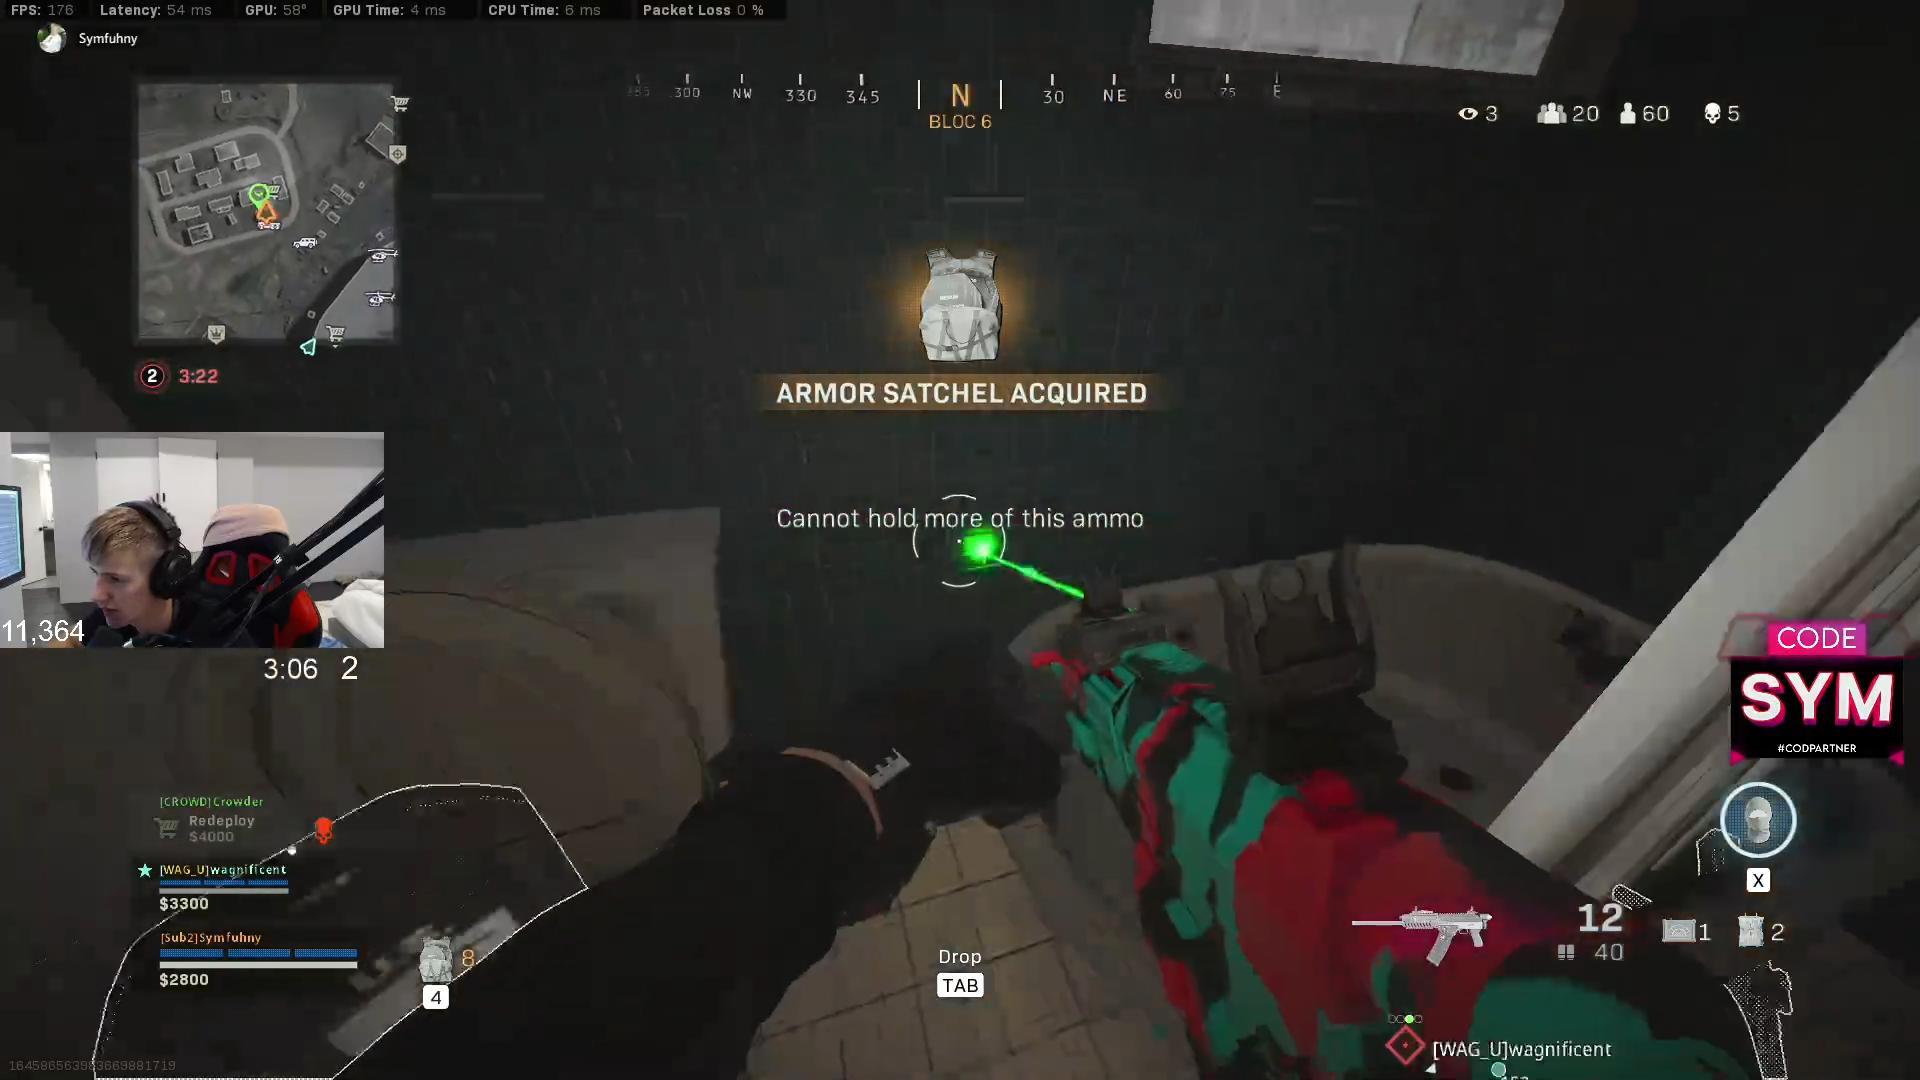 FPS: 176 Latency: 54 ms GPU: 58° GPU Time: 4 ms CPU Time: 6 ms Packet Loss 0 %
Symfuhny
300 NW 330 345 N 30 NE 60 75 E
BLOC 6
3 20 60 5
2 3:22
ARMOR SATCHEL ACQUIRED
Cannot hold more of this ammo
11,364
3:06 2
CODE
SYM
#CODPARTNER
[CROWD]Crowder
Redeploy
$4000
[WAG_U]wagnificent
$3300
[Sub2]Symfuhny
$2800
8
4
Drop
TAB
X
12
40
1 2
[WAG_U]wagnificent